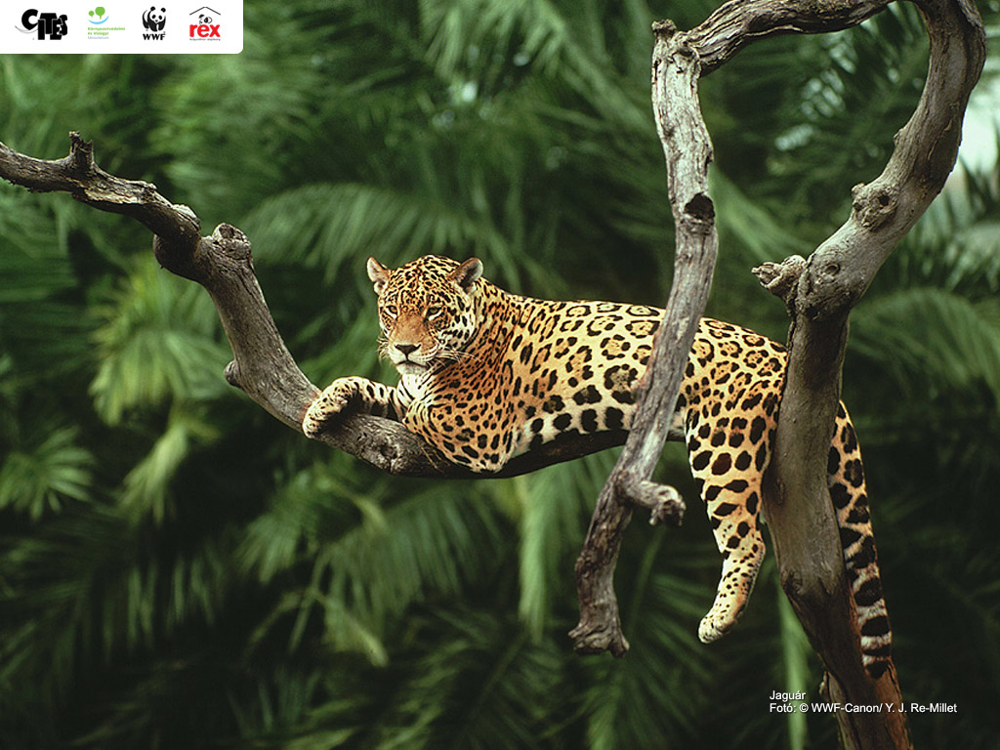 CITES
WWF
rex
Jaguár
Fotó: © WWF-Canon/ Y. J. Re-Millet